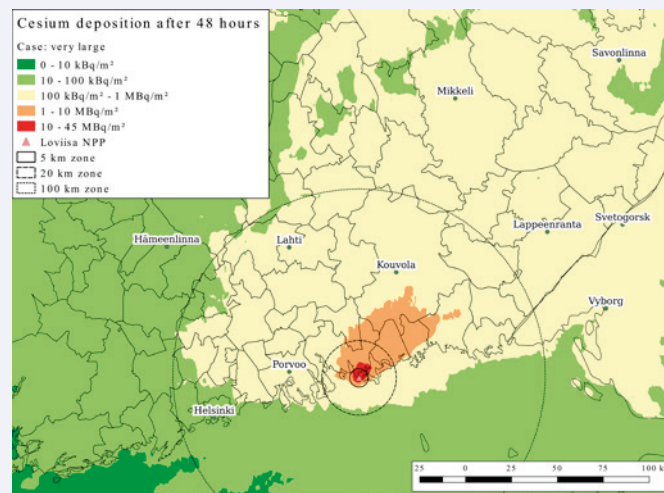 Cesium deposition after 48 hours
Case: very large
0 - 10 kBq/m²
10 - 100 kBq/m²
100 kBq/m² - 1 MBq/m²
1 - 10 MBq/m²
10 - 45 MBq/m²
Loviisa NPP
5 km zone
20 km zone
100 km zone
Savonlinna
Mikkeli
Svetogorsk
Lappeenranta
Hämeenlinna
Lahti
Kouvola
Vyborg
Porvoo
Helsinki
25 0 25 50 75 100 k